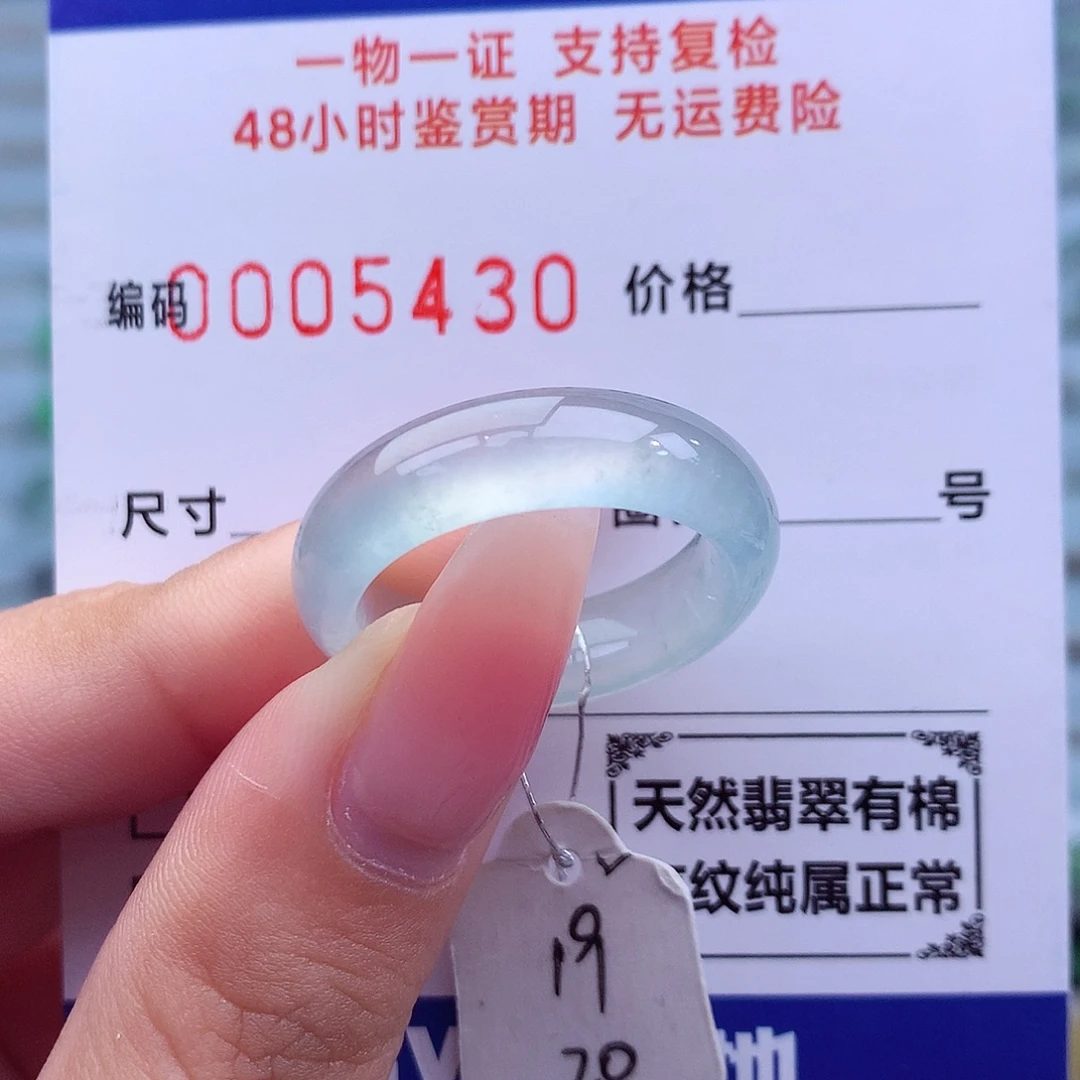 一物一证 支持复检
48小时鉴赏期 无运费险
编码0005430 价格
尺寸 号
天然翡翠有棉
纹纯属正常
19
20